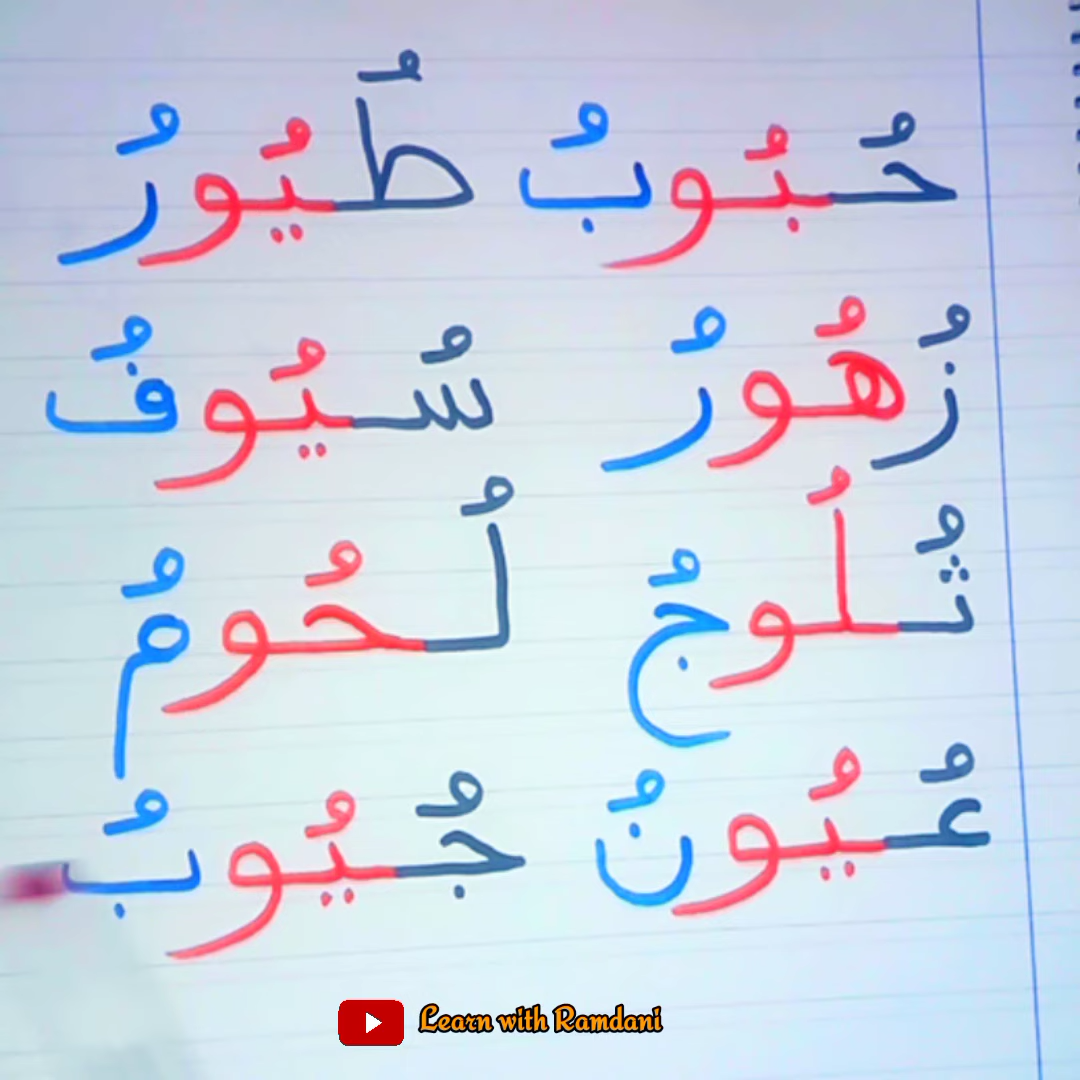 حُبُوبُ طُيُورُ
زُهُورُ سُيُوفُ
ثُلُوجُ لُحُومُ
عُيُونُ جُيُوبُ
Learn with Ramdani